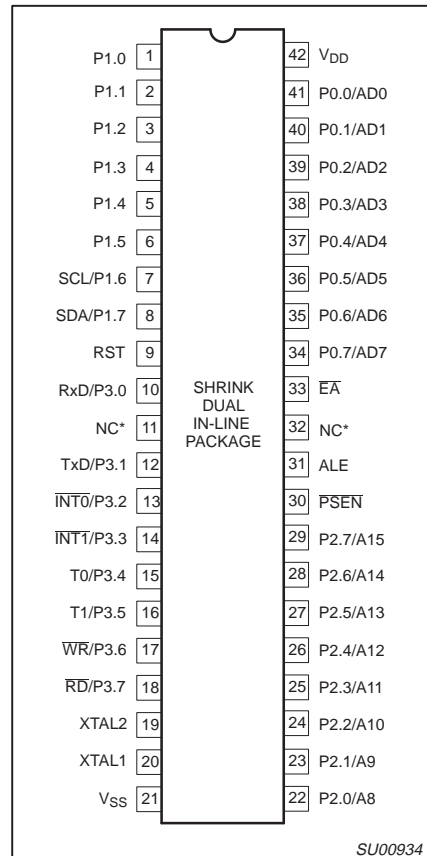 P1.0 1 42 VDD
P1.1 2 41 P0.0/AD0
P1.2 3 40 P0.1/AD1
P1.3 4 39 P0.2/AD2
P1.4 5 38 P0.3/AD3
P1.5 6 37 P0.4/AD4
SCL/P1.6 7 36 P0.5/AD5
SDA/P1.7 8 35 P0.6/AD6
RST 9 34 P0.7/AD7
RxD/P3.0 10 33 E̅A̅
NC* 11 32 NC*
TxD/P3.1 12 31 ALE
I̅N̅T̅0̅/P3.2 13 30 P̅S̅E̅N̅
I̅N̅T̅1̅/P3.3 14 29 P2.7/A15
T0/P3.4 15 28 P2.6/A14
T1/P3.5 16 27 P2.5/A13
W̅R̅/P3.6 17 26 P2.4/A12
R̅D̅/P3.7 18 25 P2.3/A11
XTAL2 19 24 P2.2/A10
XTAL1 20 23 P2.1/A9
VSS 21 22 P2.0/A8
SHRINK
DUAL
IN-LINE
PACKAGE
SU00934